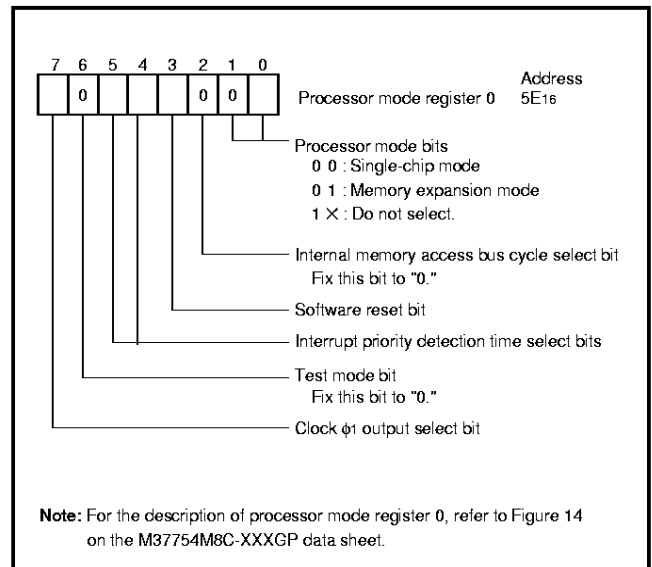 7 6 5 4 3 2 1 0
0 0 0
Processor mode register 0
Address
5E16
Processor mode bits
0 0 : Single-chip mode
0 1 : Memory expansion mode
1 X : Do not select.
Internal memory access bus cycle select bit
Fix this bit to "0."
Software reset bit
Interrupt priority detection time select bits
Test mode bit
Fix this bit to "0."
Clock ϕ1 output select bit
Note: For the description of processor mode register 0, refer to Figure 14
on the M37754M8C-XXXGP data sheet.